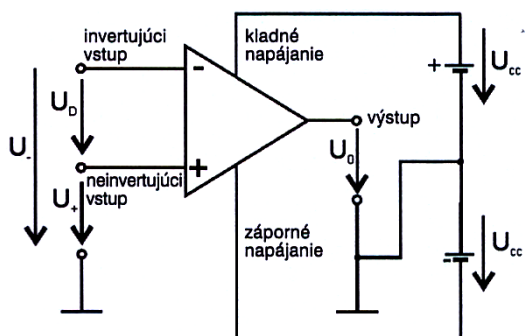 invertujúci
vstup
kladné
napájanie
+
U_cc
-
U_D
U_-
+
neinvertujúci
vstup
U_+
výstup
U_0
záporné
napájanie
-
U_cc